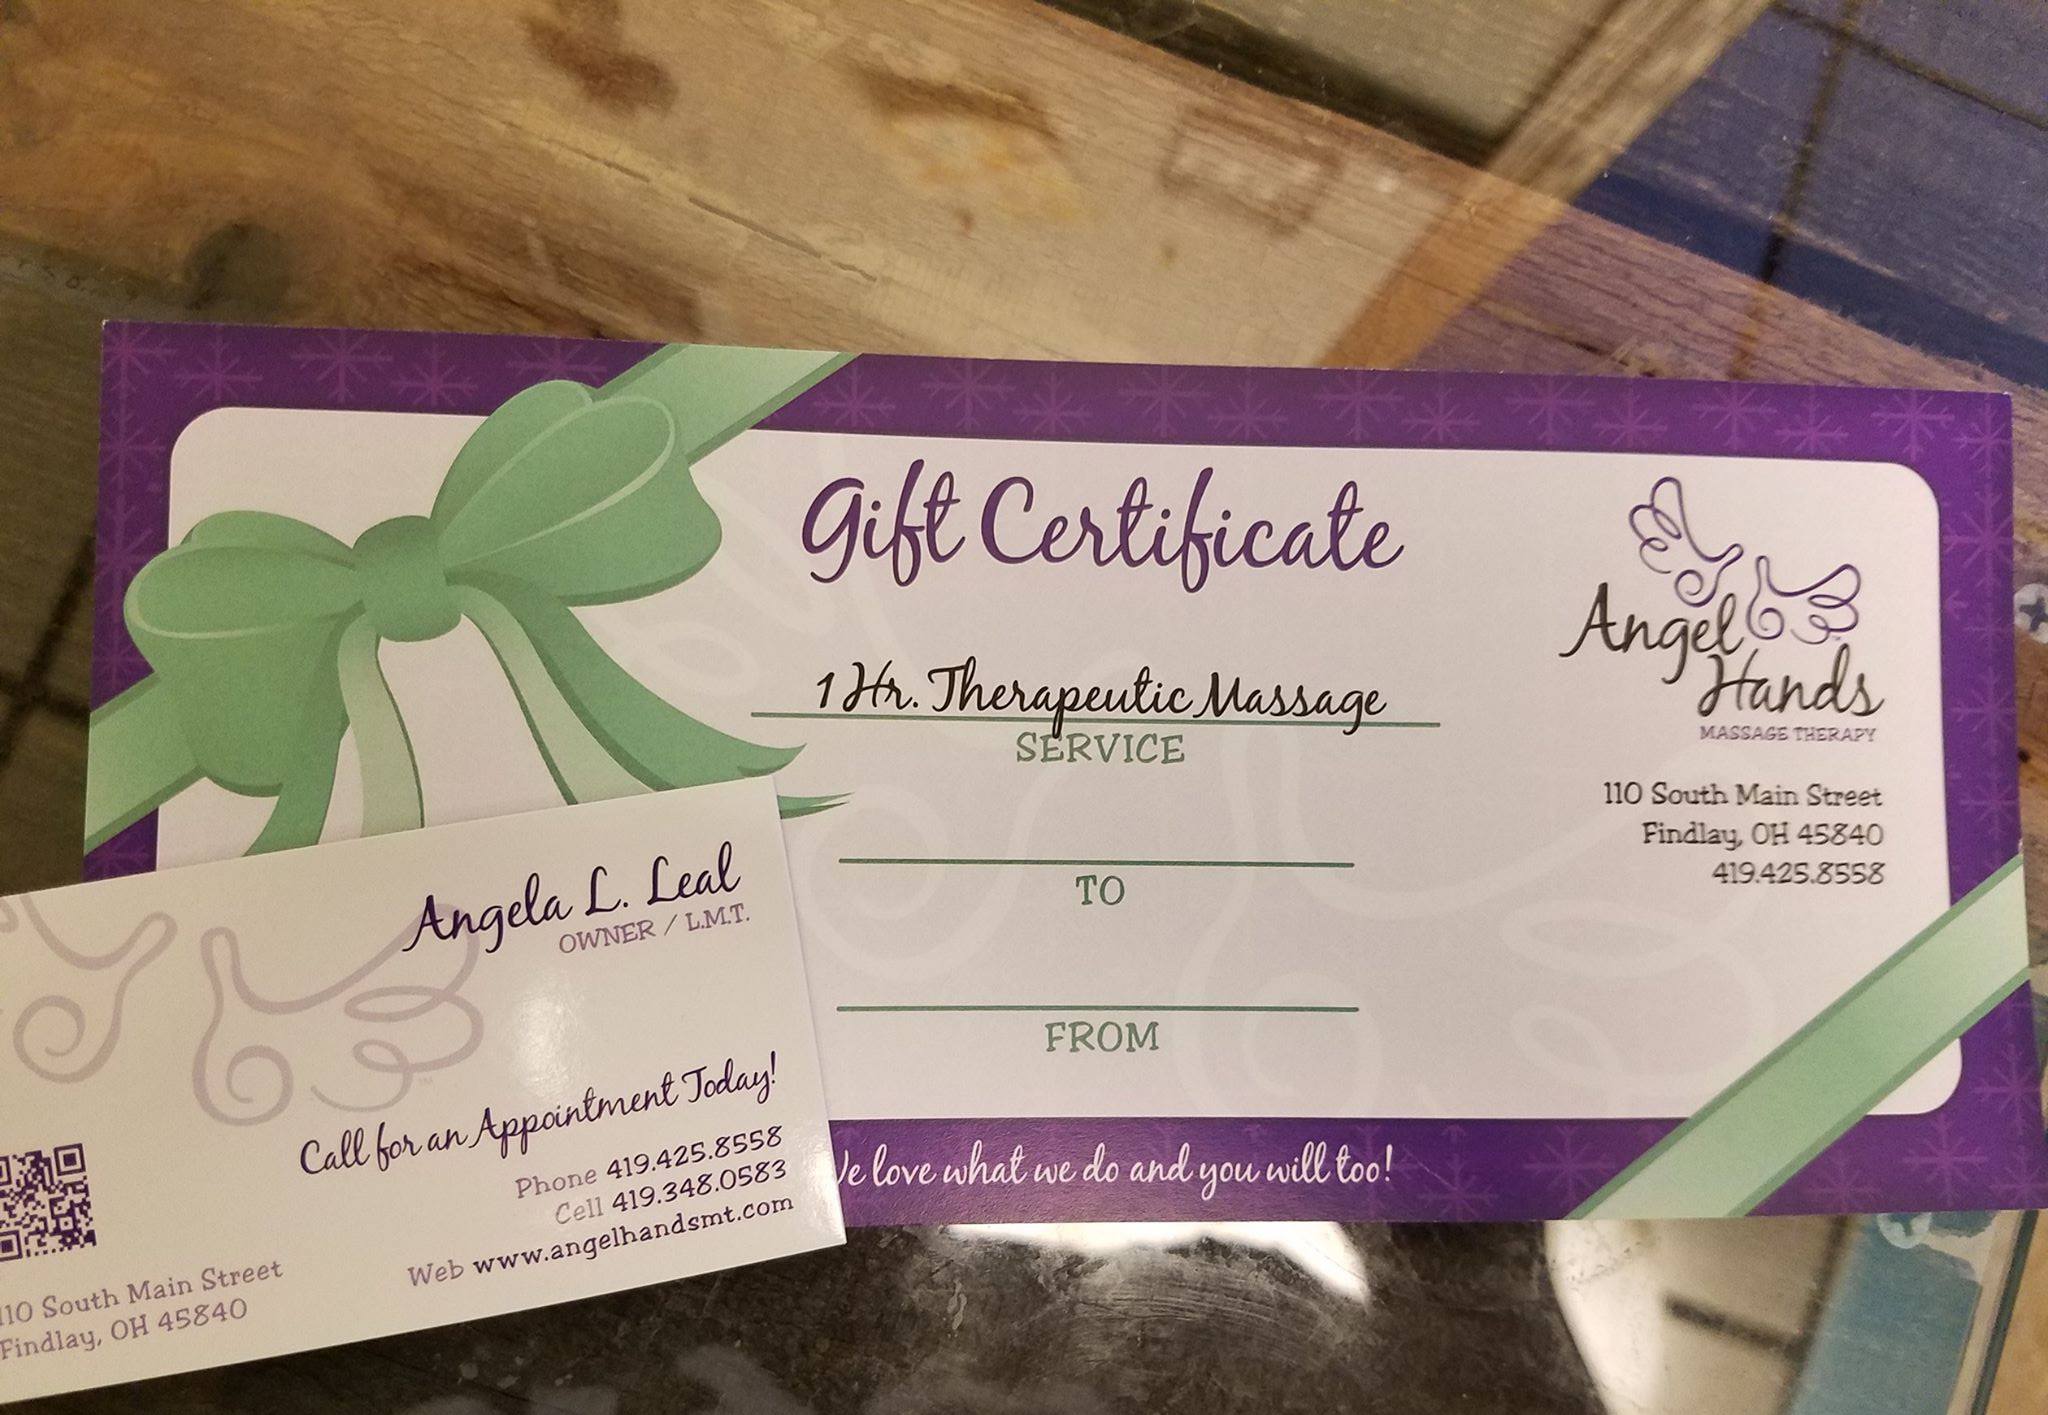 Gift Certificate
1 Hr. Therapeutic Massage
SERVICE
TO
FROM
Angel
Hands
MASSAGE THERAPY
110 South Main Street
Findlay, OH 45840
419.425.8558
love what we do and you will too!
Angela L. Leal
OWNER / L.M.T.
Call for an Appointment Today!
Phone 419.425.8558
Cell 419.348.0583
Web www.angelhandsmt.com
110 South Main Street
Findlay, OH 45840